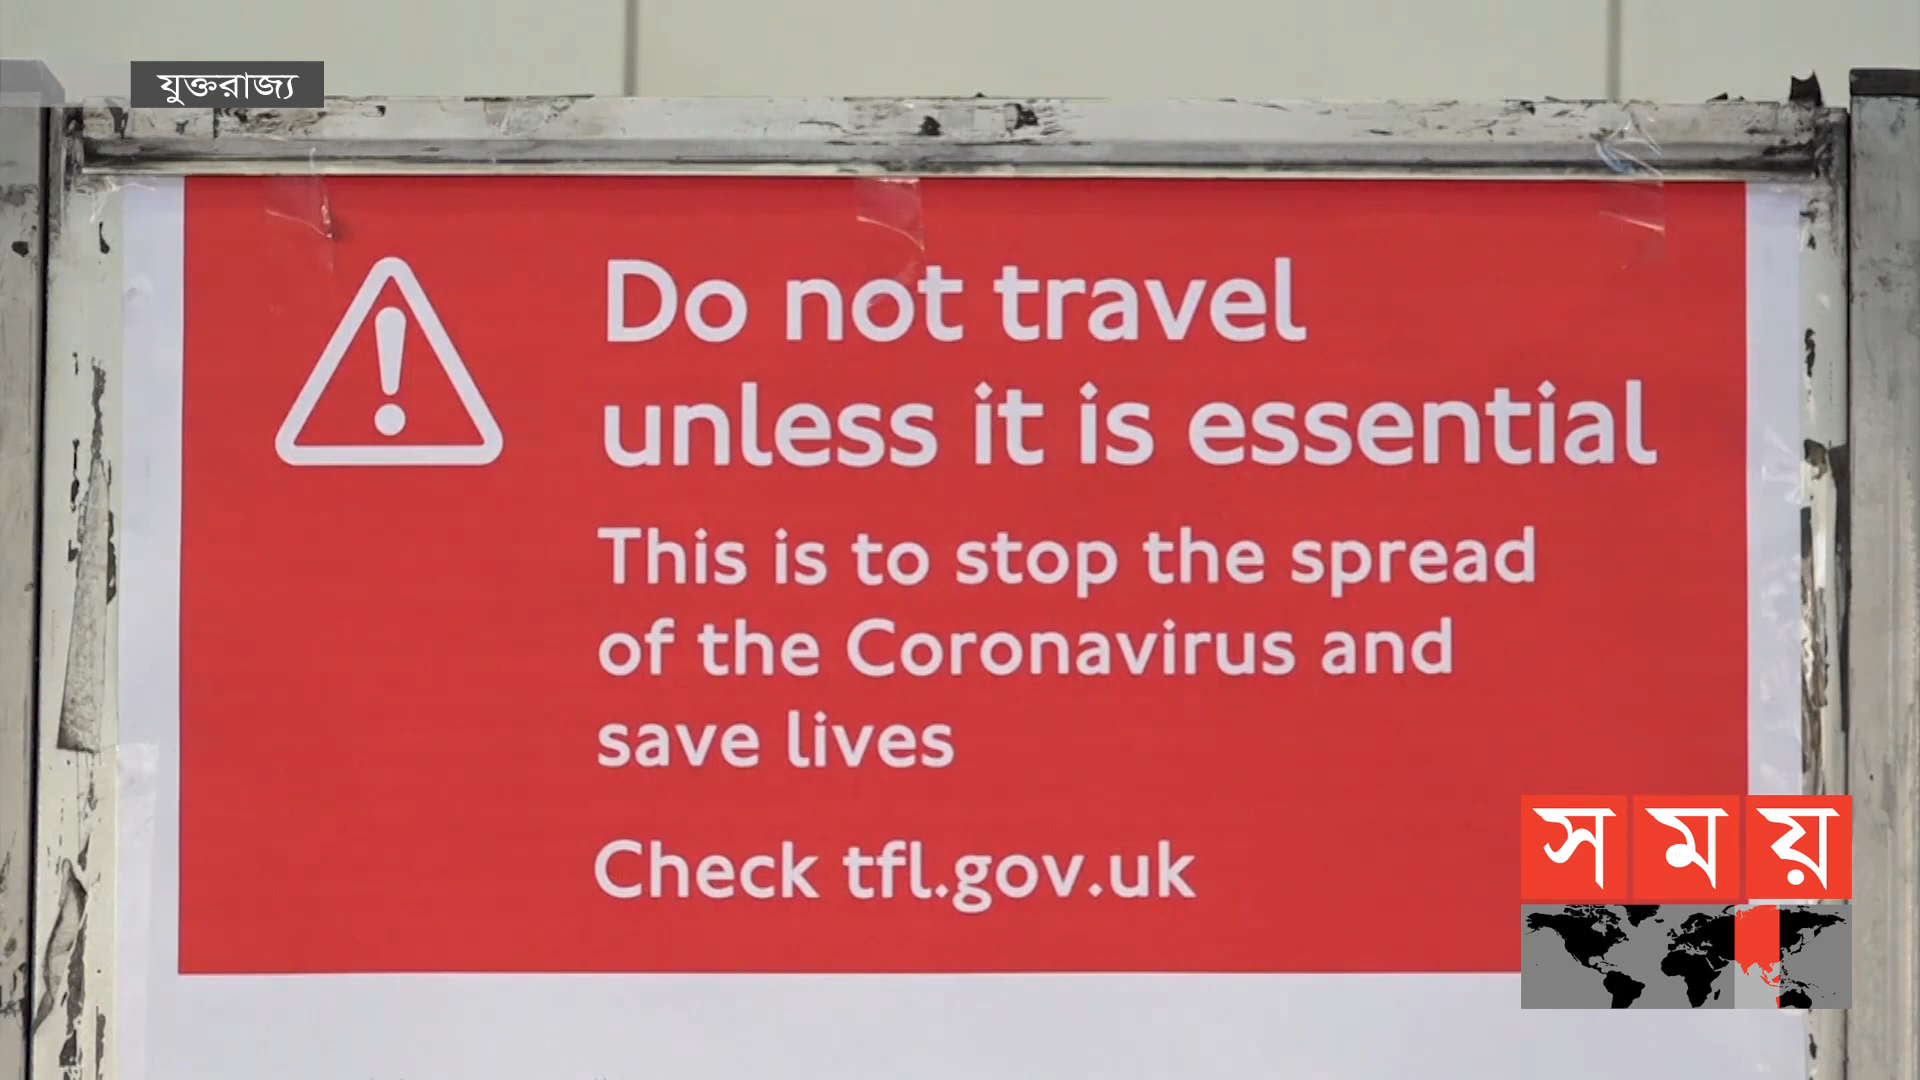 যুক্তরাজ্য
Do not travel
unless it is essential
This is to stop the spread
of the Coronavirus and
save lives
Check tfl.gov.uk
সময়